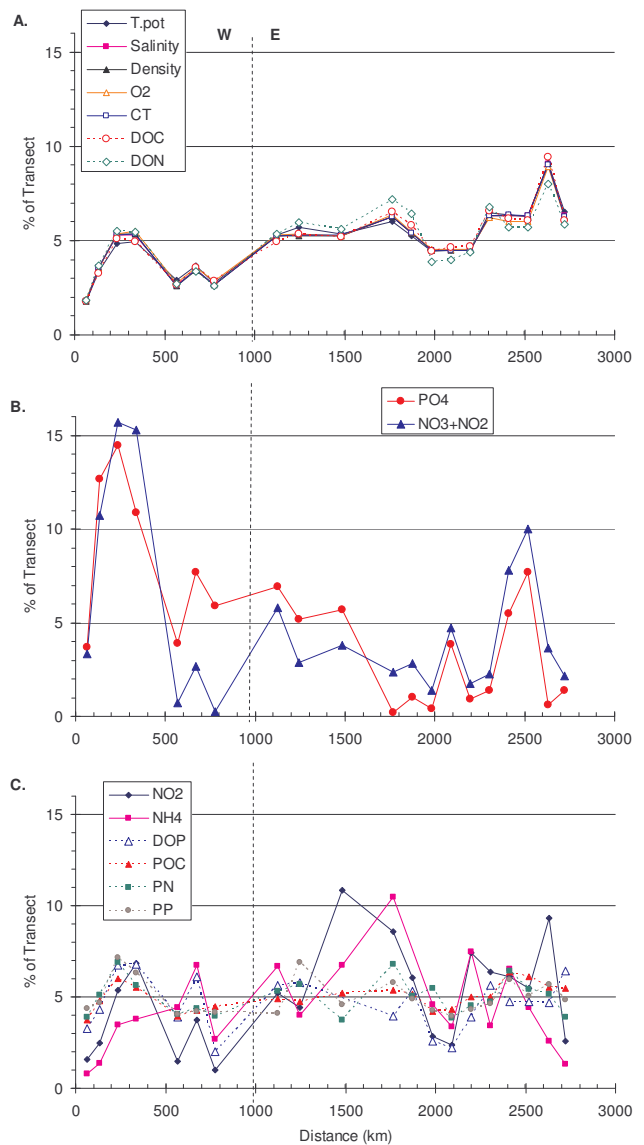 A.
T.pot
Salinity
Density
O2
CT
DOC
DON
W E
% of Transect
15
10
5
0
0 500 1000 1500 2000 2500 3000
B.
PO4
NO3+NO2
% of Transect
15
10
5
0
0 500 1000 1500 2000 2500 3000
C.
NO2
NH4
DOP
POC
PN
PP
% of Transect
15
10
5
0
0 500 1000 1500 2000 2500 3000
Distance (km)